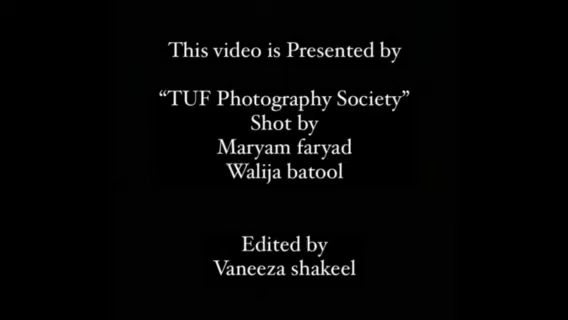 This video is Presented by
“TUF Photography Society”
Shot by
Maryam faryad
Walija batool
Edited by
Vaneeza shakeel